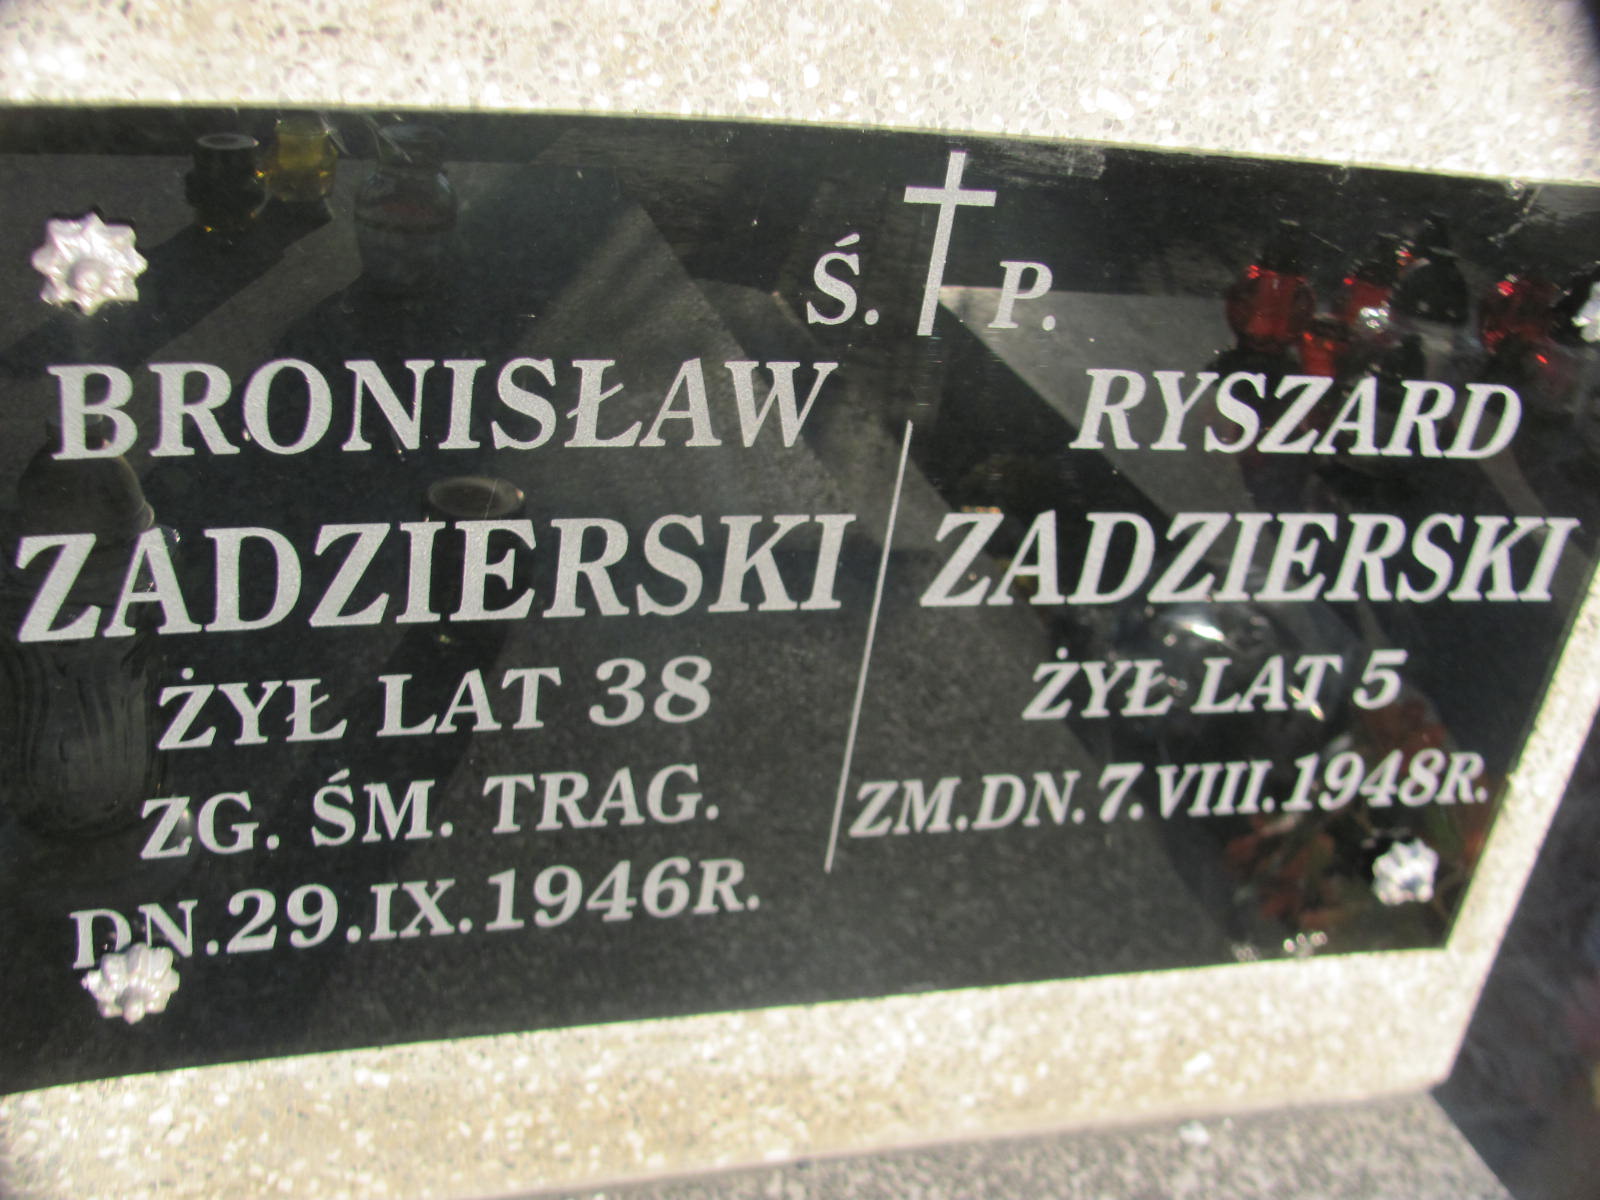 Ś. P.
BRONISŁAW
ZADZIERSKI
ŻYŁ LAT 38
ZG. ŚM. TRAG.
DN.29.IX.1946R.
RYSZARD
ZADZIERSKI
ŻYŁ LAT 5
ZM.DN.7.VIII.1948R.